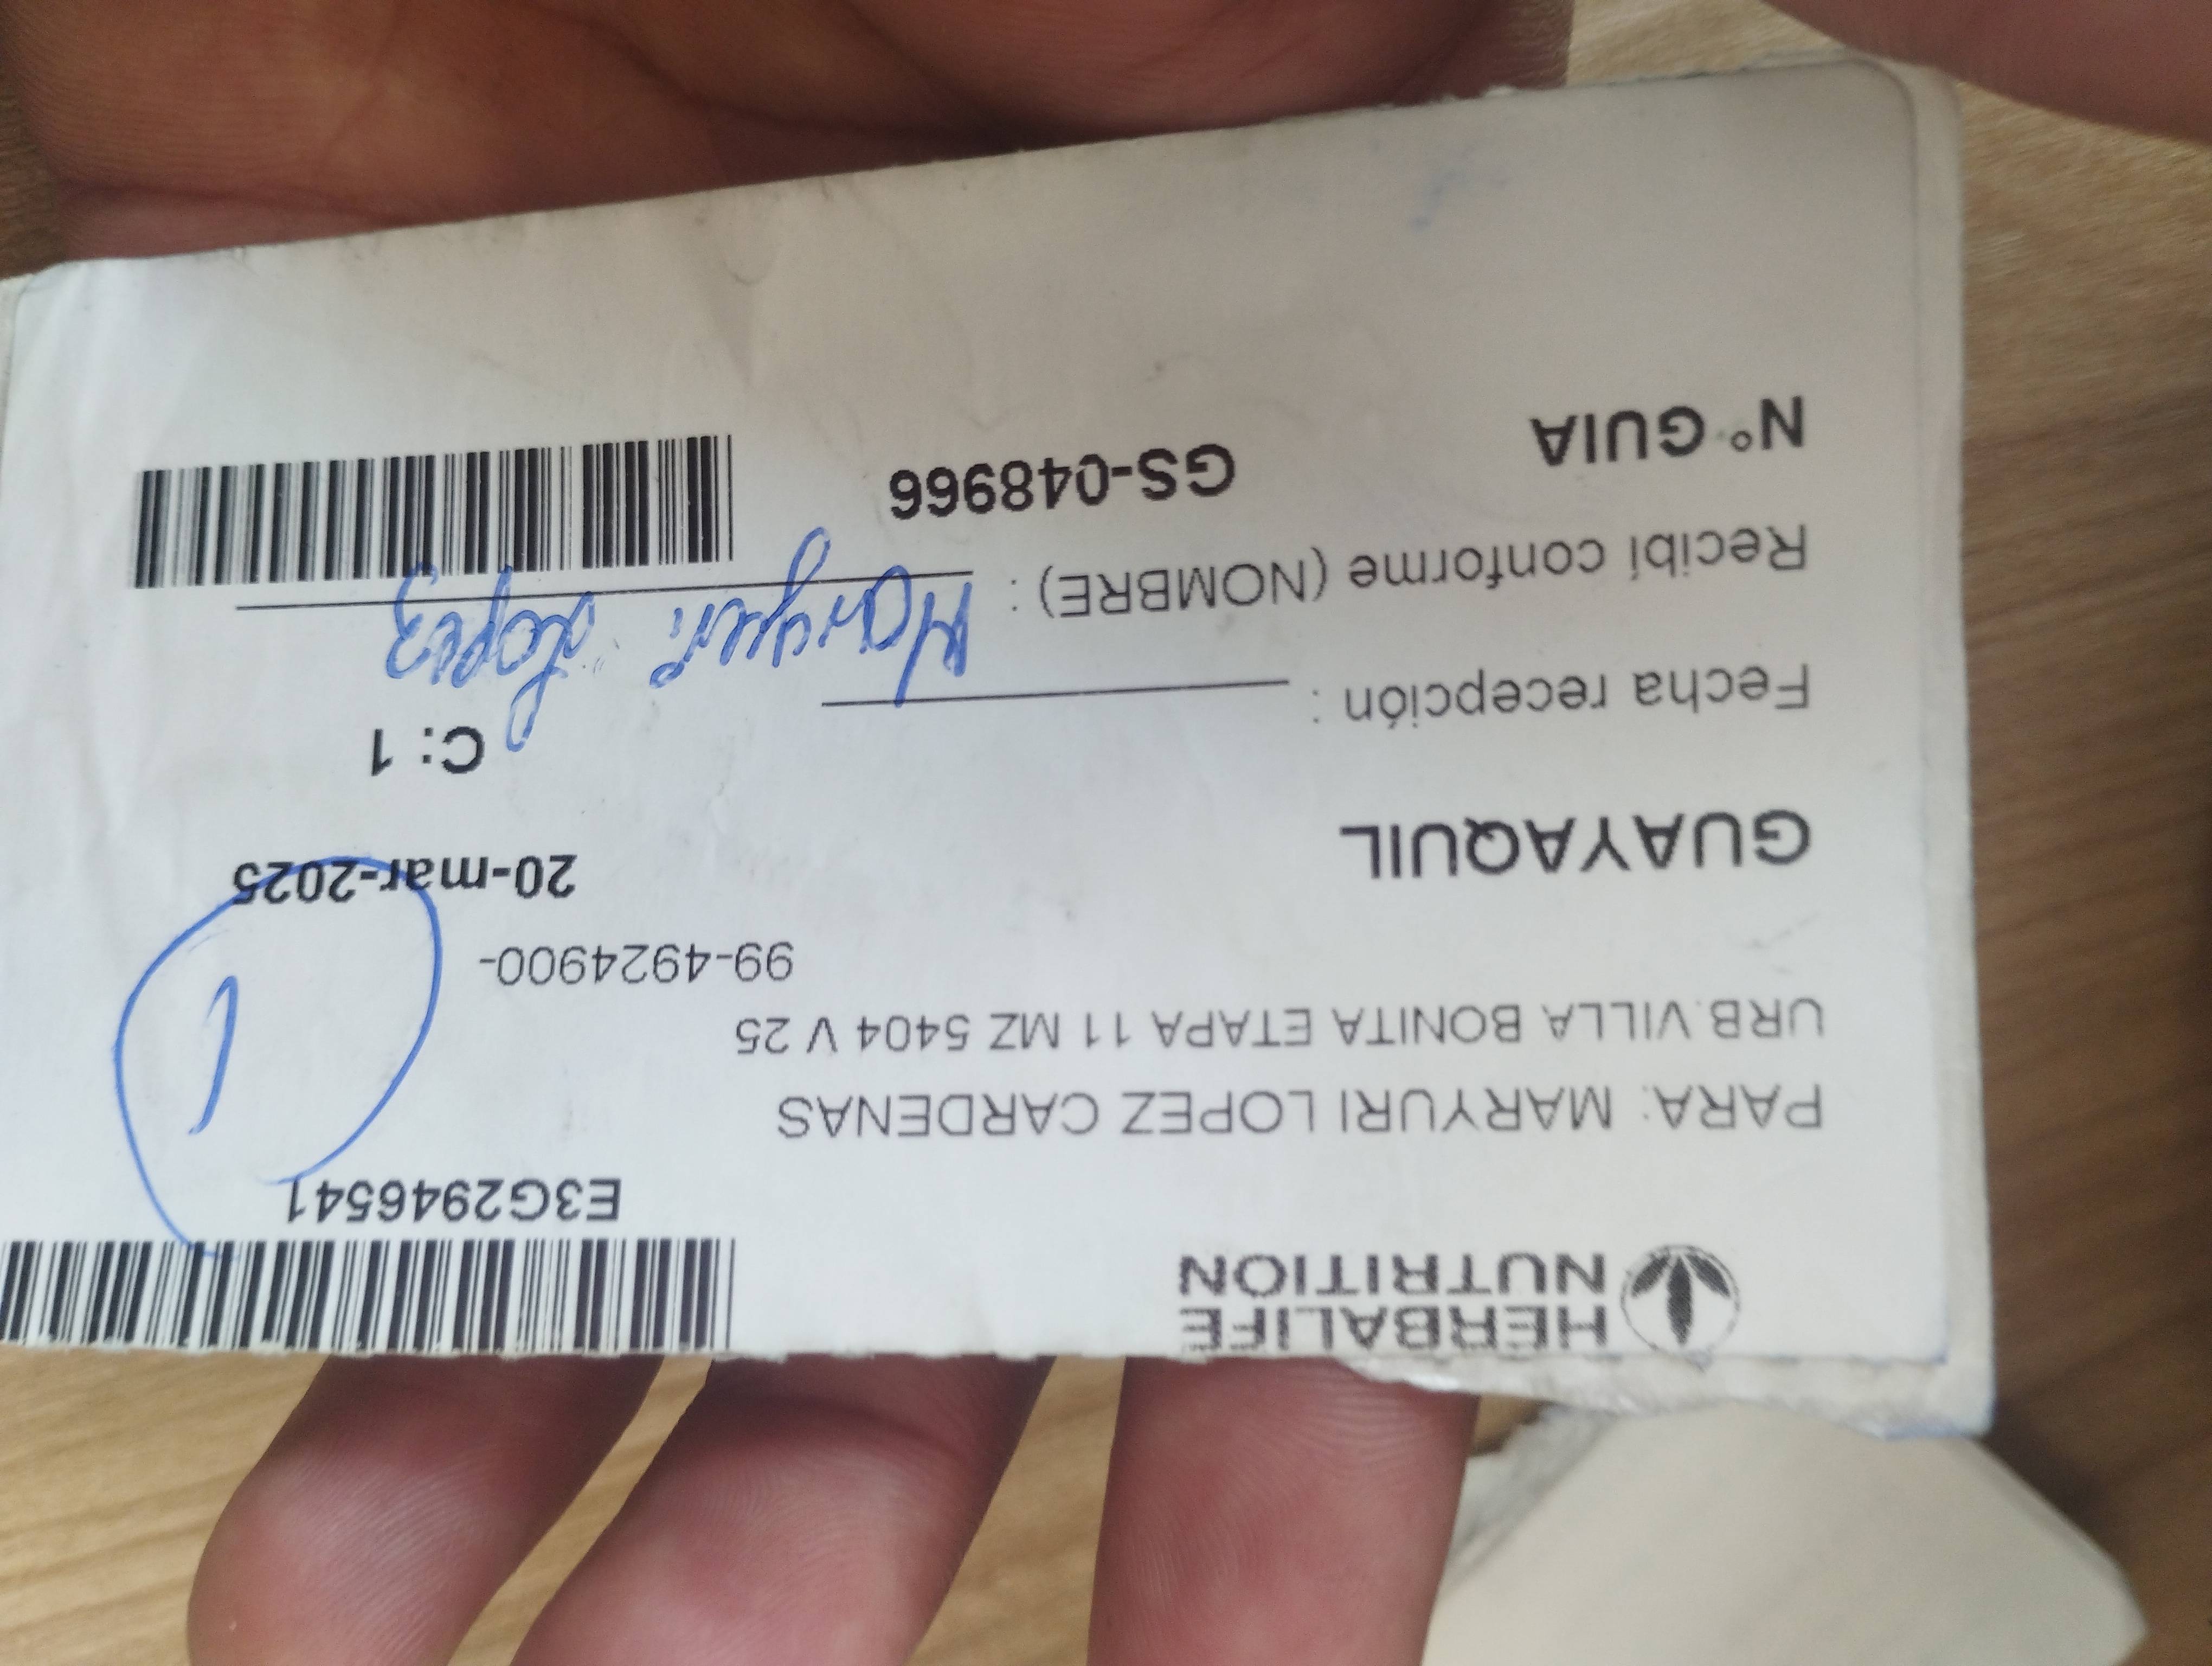 HERBALIFE
NUTRITION
E3G2946541
PARA: MARYURI LOPEZ CARDENAS
URB.VILLA BONITA ETAPA 11 MZ 5404 V 25
99-4924900-
1
GUAYAQUIL
20-mar-2025
C: 1
Fecha recepción :
Recibí conforme (NOMBRE) : Maryuri Lopez
N° GUIA GS-048966